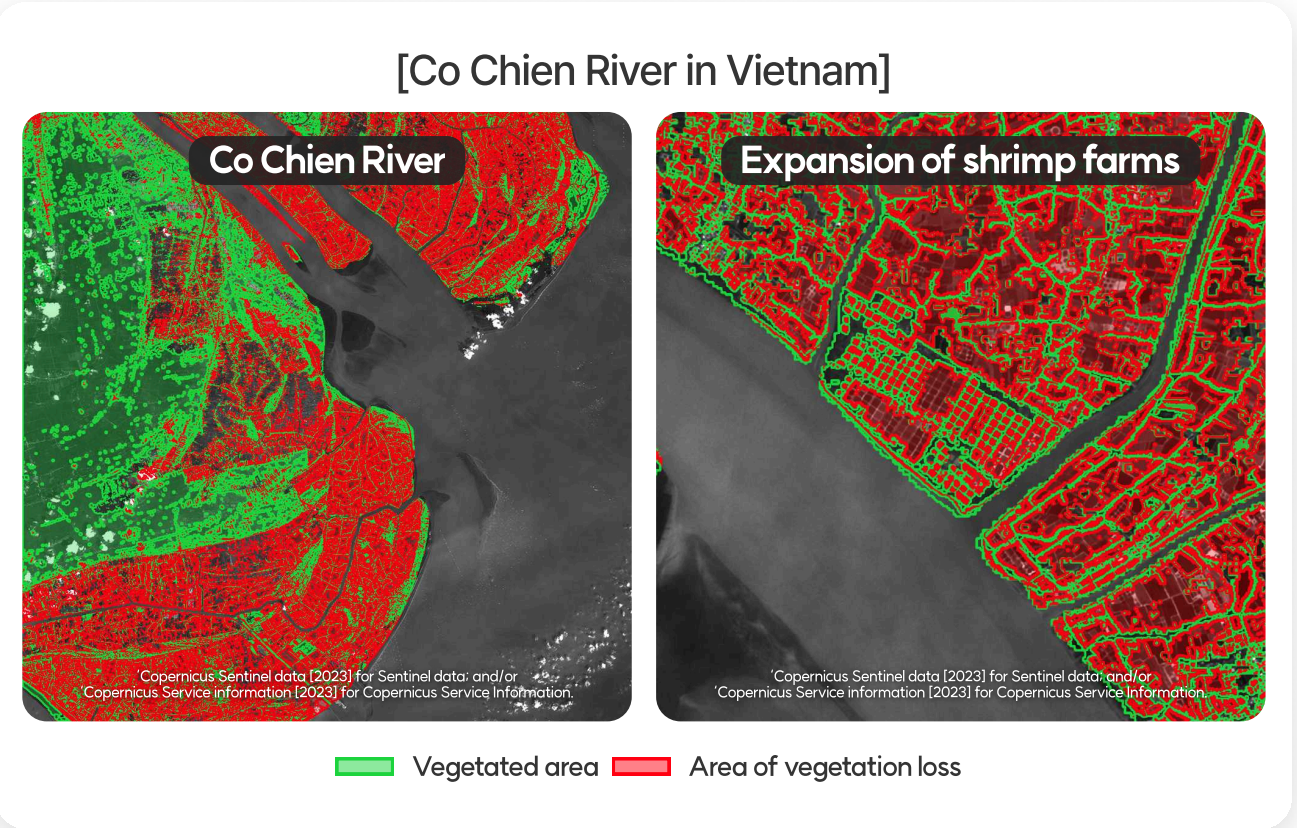 [Co Chien River in Vietnam]
Co Chien River
'Copernicus Sentinel data [2023] for Sentinel data; and/or
'Copernicus Service information [2023] for Copernicus Service Information.
Expansion of shrimp farms
'Copernicus Sentinel data [2023] for Sentinel data; and/or
'Copernicus Service information [2023] for Copernicus Service Information.
Vegetated area
Area of vegetation loss